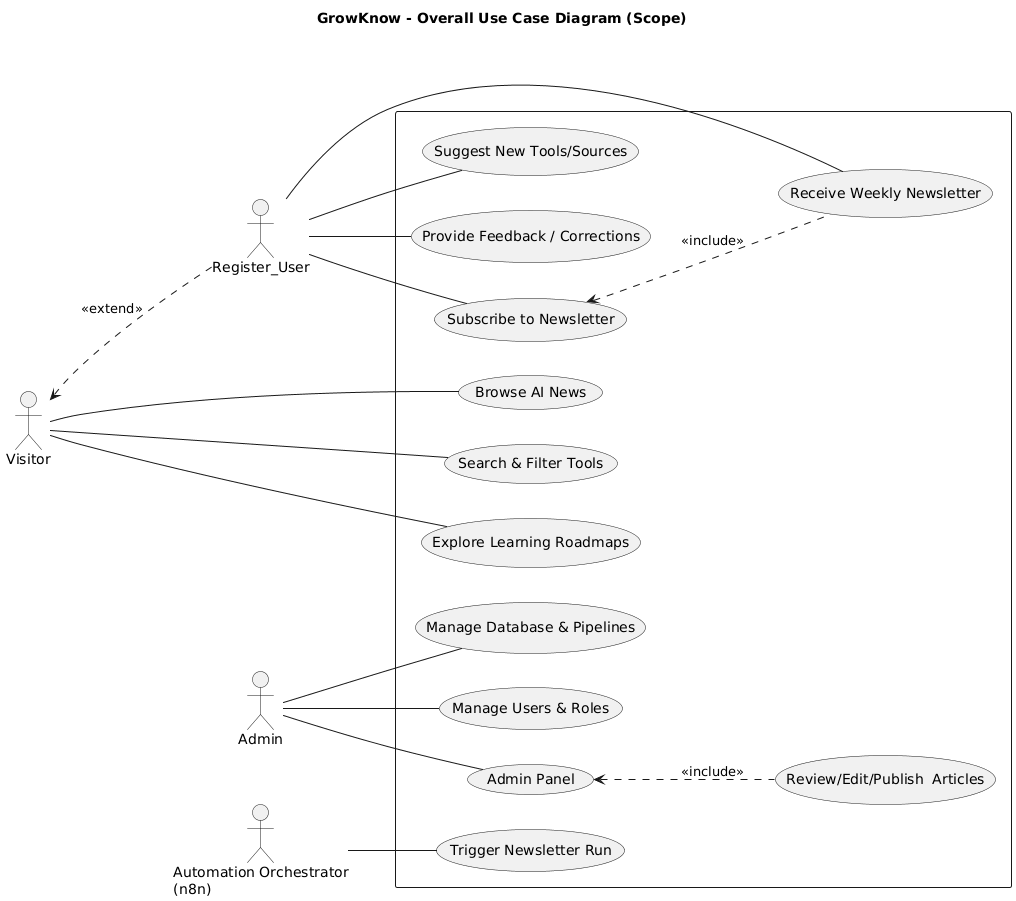 GrowKnow - Overall Use Case Diagram (Scope)
Suggest New Tools/Sources
Receive Weekly Newsletter
Provide Feedback / Corrections
«include»
Register_User
«extend»
Subscribe to Newsletter
Browse AI News
Visitor
Search & Filter Tools
Explore Learning Roadmaps
Manage Database & Pipelines
Manage Users & Roles
Admin
«include»
Admin Panel
Review/Edit/Publish  Articles
Trigger Newsletter Run
Automation Orchestrator
(n8n)